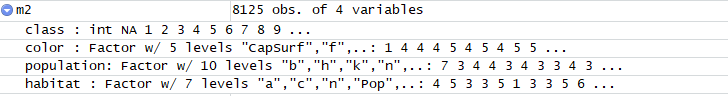 m2 8125 obs. of 4 variables
class : int NA 1 2 3 4 5 6 7 8 9 ...
color : Factor w/ 5 levels "CapSurf","f",..: 1 4 4 4 5 4 5 4 5 5 ...
population: Factor w/ 10 levels "b","h","k","n",..: 7 3 4 4 3 4 3 3 4 3 ...
habitat : Factor w/ 7 levels "a","c","n","Pop",..: 4 5 3 3 5 1 3 3 5 6 ...